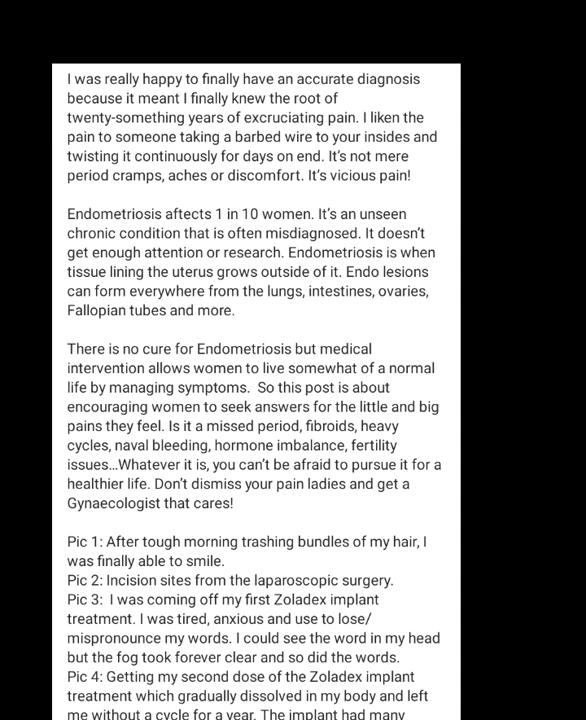 I was really happy to finally have an accurate diagnosis
because it meant I finally knew the root of
twenty-something years of excruciating pain. I liken the
pain to someone taking a barbed wire to your insides and
twisting it continuously for days on end. It's not mere
period cramps, aches or discomfort. It's vicious pain!
Endometriosis aftects 1 in 10 women. It's an unseen
chronic condition that is often misdiagnosed. It doesn't
get enough attention or research. Endometriosis is when
tissue lining the uterus grows outside of it. Endo lesions
can form everywhere from the lungs, intestines, ovaries,
Fallopian tubes and more.
There is no cure for Endometriosis but medical
intervention allows women to live somewhat of a normal
life by managing symptoms.  So this post is about
encouraging women to seek answers for the little and big
pains they feel. Is it a missed period, fibroids, heavy
cycles, naval bleeding, hormone imbalance, fertility
issues...Whatever it is, you can't be afraid to pursue it for a
healthier life. Don't dismiss your pain ladies and get a
Gynaecologist that cares!
Pic 1: After tough morning trashing bundles of my hair, I
was finally able to smile.
Pic 2: Incision sites from the laparoscopic surgery.
Pic 3:  I was coming off my first Zoladex implant
treatment. I was tired, anxious and use to lose/
mispronounce my words. I could see the word in my head
but the fog took forever clear and so did the words.
Pic 4: Getting my second dose of the Zoladex implant
treatment which gradually dissolved in my body and left
me without a cycle for a year. The implant had many